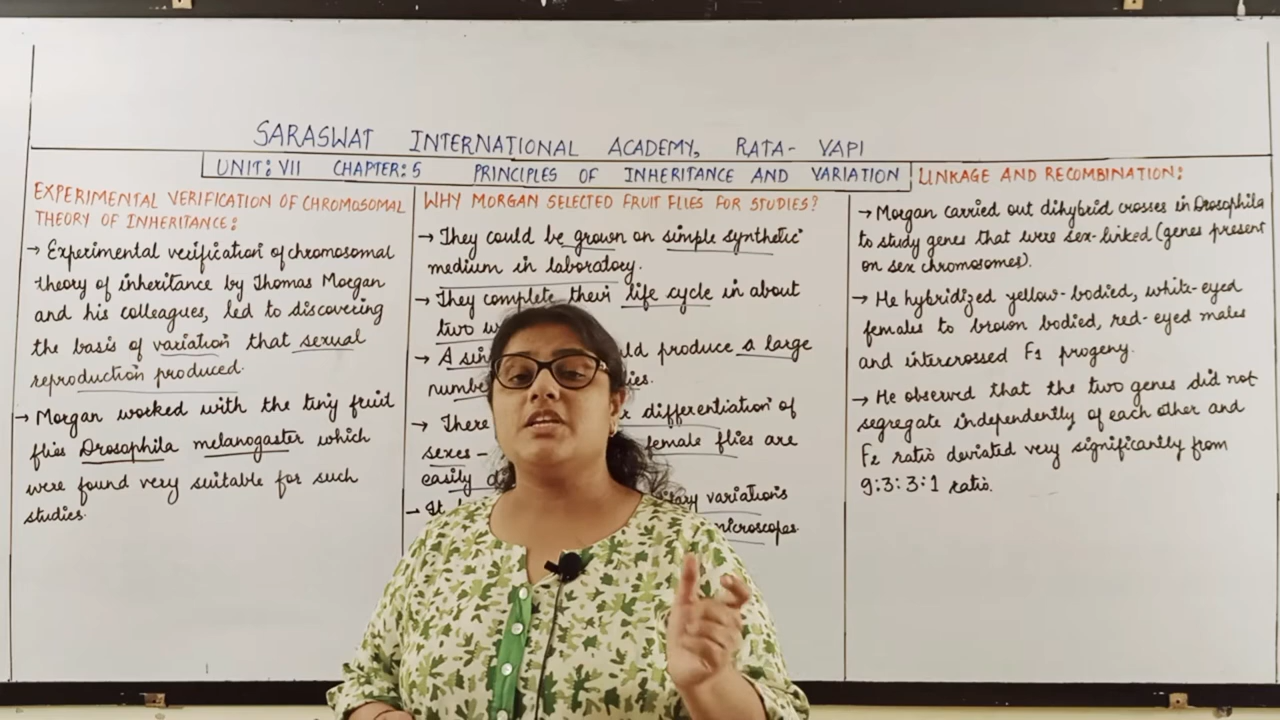 SARASWAT INTERNATIONAL ACADEMY, RATA- VAPI
UNIT: VII CHAPTER: 5 PRINCIPLES OF INHERITANCE AND VARIATION
EXPERIMENTAL VERIFICATION OF CHROMOSOMAL
THEORY OF INHERITANCE:
→ Experimental verification of chromosomal
theory of inheritance by Thomas Morgan
and his colleagues, led to discovering
the basis of variation that sexual
reproduction produced.
→ Morgan worked with the tiny fruid
flies Drosophila melanogaster which
were found very suitable for such
studies.
WHY MORGAN SELECTED FRUIT FLIES FOR STUDIES?
→ They could be grown on simple synthetic
medium in laboratory.
→ They complete their life cycle in about
two
→ A produce a large
→ There differentiation of
sexes - female flies are
easily
→ It variations
microscopes.
LINKAGE AND RECOMBINATION:
→ Morgan carried out dihybrid crosses in Drosophila
to study genes that were sex-linked (genes present
on sex chromosomes).
→ He hybridized yellow-bodied, white-eyed
females to brown bodied, red-eyed males
and intercrossed F1 progeny.
→ He observed that the two genes did not
segregate independently of each other and
F2 ratio deviated very significantly from
9:3:3:1 ratio.